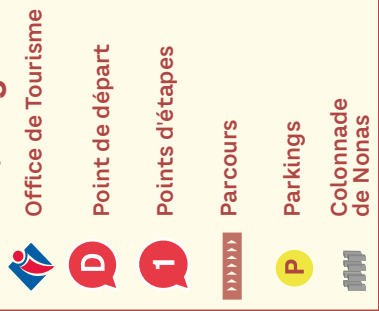 Office de Tourisme
D
Point de départ
1
Points d'étapes
Parcours
P
Parkings
Colonnade
de Nonas